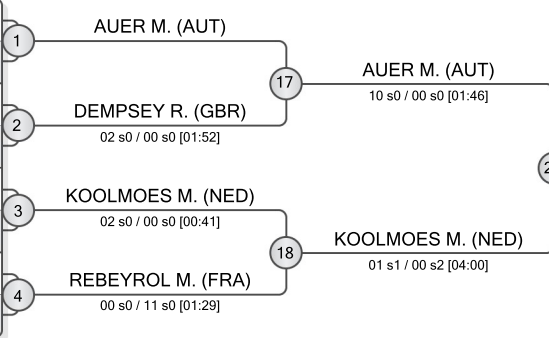 1
AUER M. (AUT)
17
AUER M. (AUT)
10 s0 / 00 s0 [01:46]
2
DEMPSEY R. (GBR)
02 s0 / 00 s0 [01:52]
3
KOOLMOES M. (NED)
02 s0 / 00 s0 [00:41]
18
KOOLMOES M. (NED)
01 s1 / 00 s2 [04:00]
4
REBEYROL M. (FRA)
00 s0 / 11 s0 [01:29]